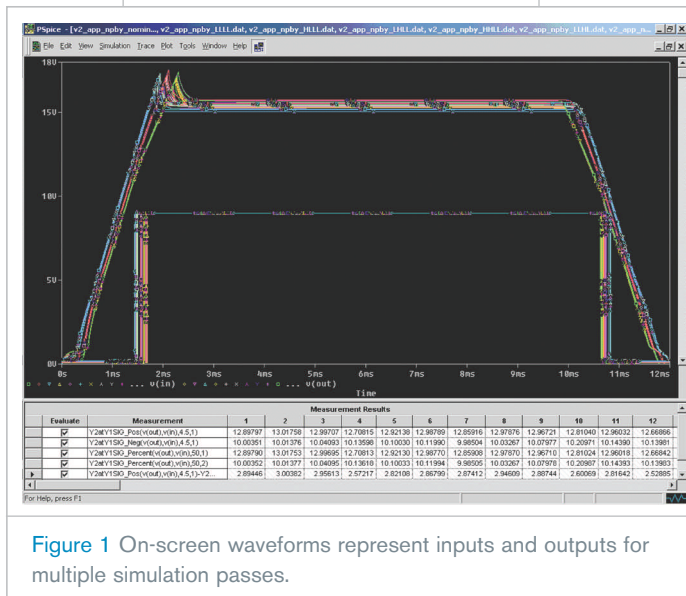 PSpice - [v2_app_npby_nomin..., v2_app_npby_LLLL.dat, v2_app_npby_HLLL.dat, v2_app_npby_LHLL.dat, v2_app_npby_LLHL.dat, v2_app_n...
File Edit View Simulation Trace Plot Tools Window Help
18V
15V
10V
5V
0V
0s 1ms 2ms 3ms 4ms 5ms 6ms 7ms 8ms 9ms 10ms 11ms 12ms
... v(in) ... v(out)
Time
Measurement Results
Evaluate Measurement 1 2 3 4 5 6 7 8 9 10 11 12
Y2atY1SIG_Pos(v(out),v(in),4.5,1) 12.89797 13.01758 12.99707 12.70815 12.92138 12.98789 12.85916 12.97876 12.96721 12.81040 12.96032 12.66866
Y2atY1SIG_Neg(v(out),v(in),4.5,1) 10.00351 10.01376 10.04093 10.13598 10.10030 10.11990 9.98504 10.03267 10.07977 10.20971 10.14390 10.13981
Y2atY1SIG_Percent(v(out),v(in),50,1) 12.89790 13.01753 12.99695 12.70813 12.92130 12.98770 12.85908 12.97870 12.96710 12.81024 12.96018 12.66842
Y2atY1SIG_Percent(v(out),v(in),50,2) 10.00352 10.01377 10.04095 10.13618 10.10033 10.11994 9.98505 10.03267 10.07978 10.20987 10.14393 10.13983
Y2atY1SIG_Pos(v(out),v(in),4.5,1)-Y2... 2.89446 3.00382 2.95613 2.57217 2.82108 2.86799 2.87412 2.94609 2.88744 2.60069 2.81642 2.52885
For Help, press F1
Figure 1 On-screen waveforms represent inputs and outputs for
multiple simulation passes.